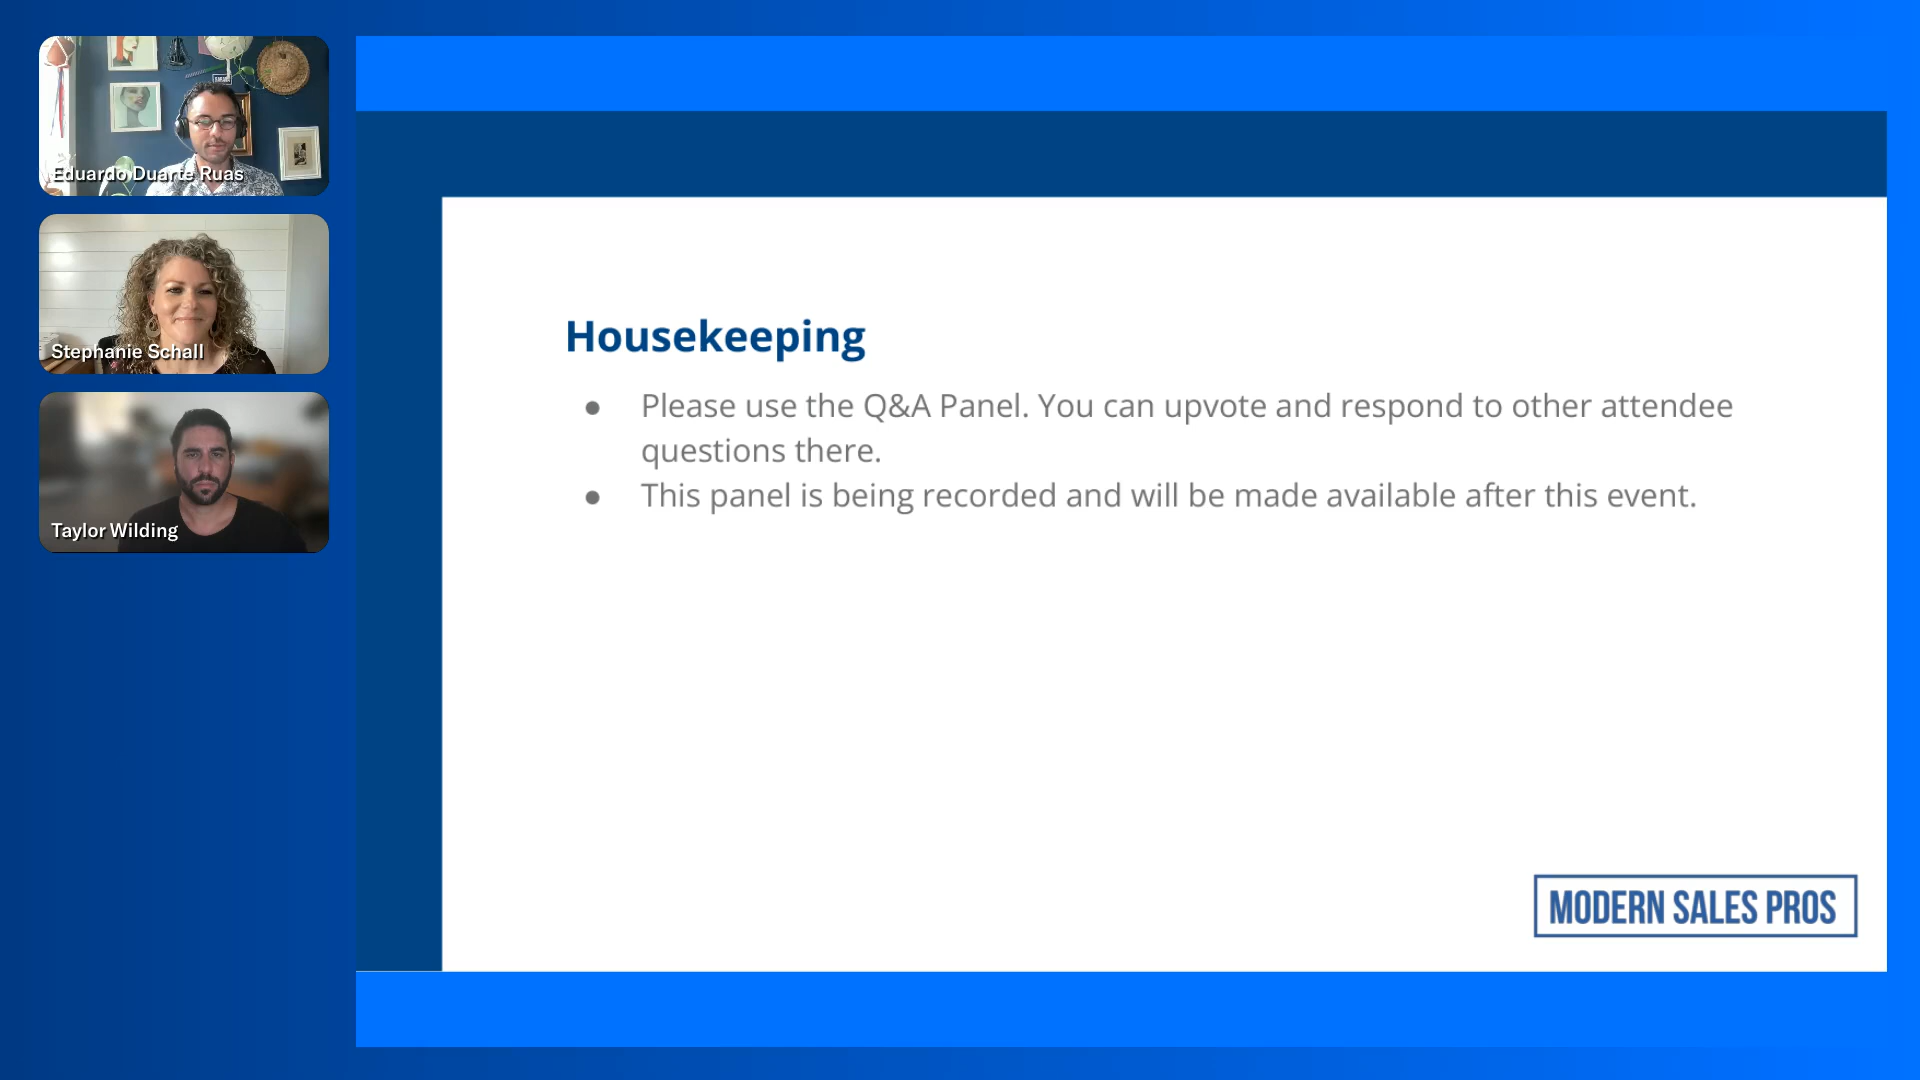 Eduardo Duarte Ruas
Stephanie Schall
Taylor Wilding
Housekeeping
● Please use the Q&A Panel. You can upvote and respond to other attendee
questions there.
● This panel is being recorded and will be made available after this event.
MODERN SALES PROS